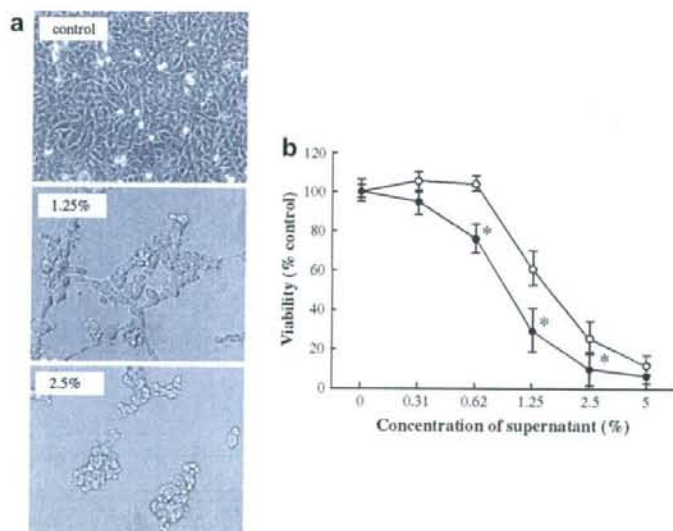 a
control
1.25%
2.5%
b
120
100
80
60
40
20
0
Viability (% control)
*
*
*
0 0.31 0.62 1.25 2.5 5
Concentration of supernatant (%)